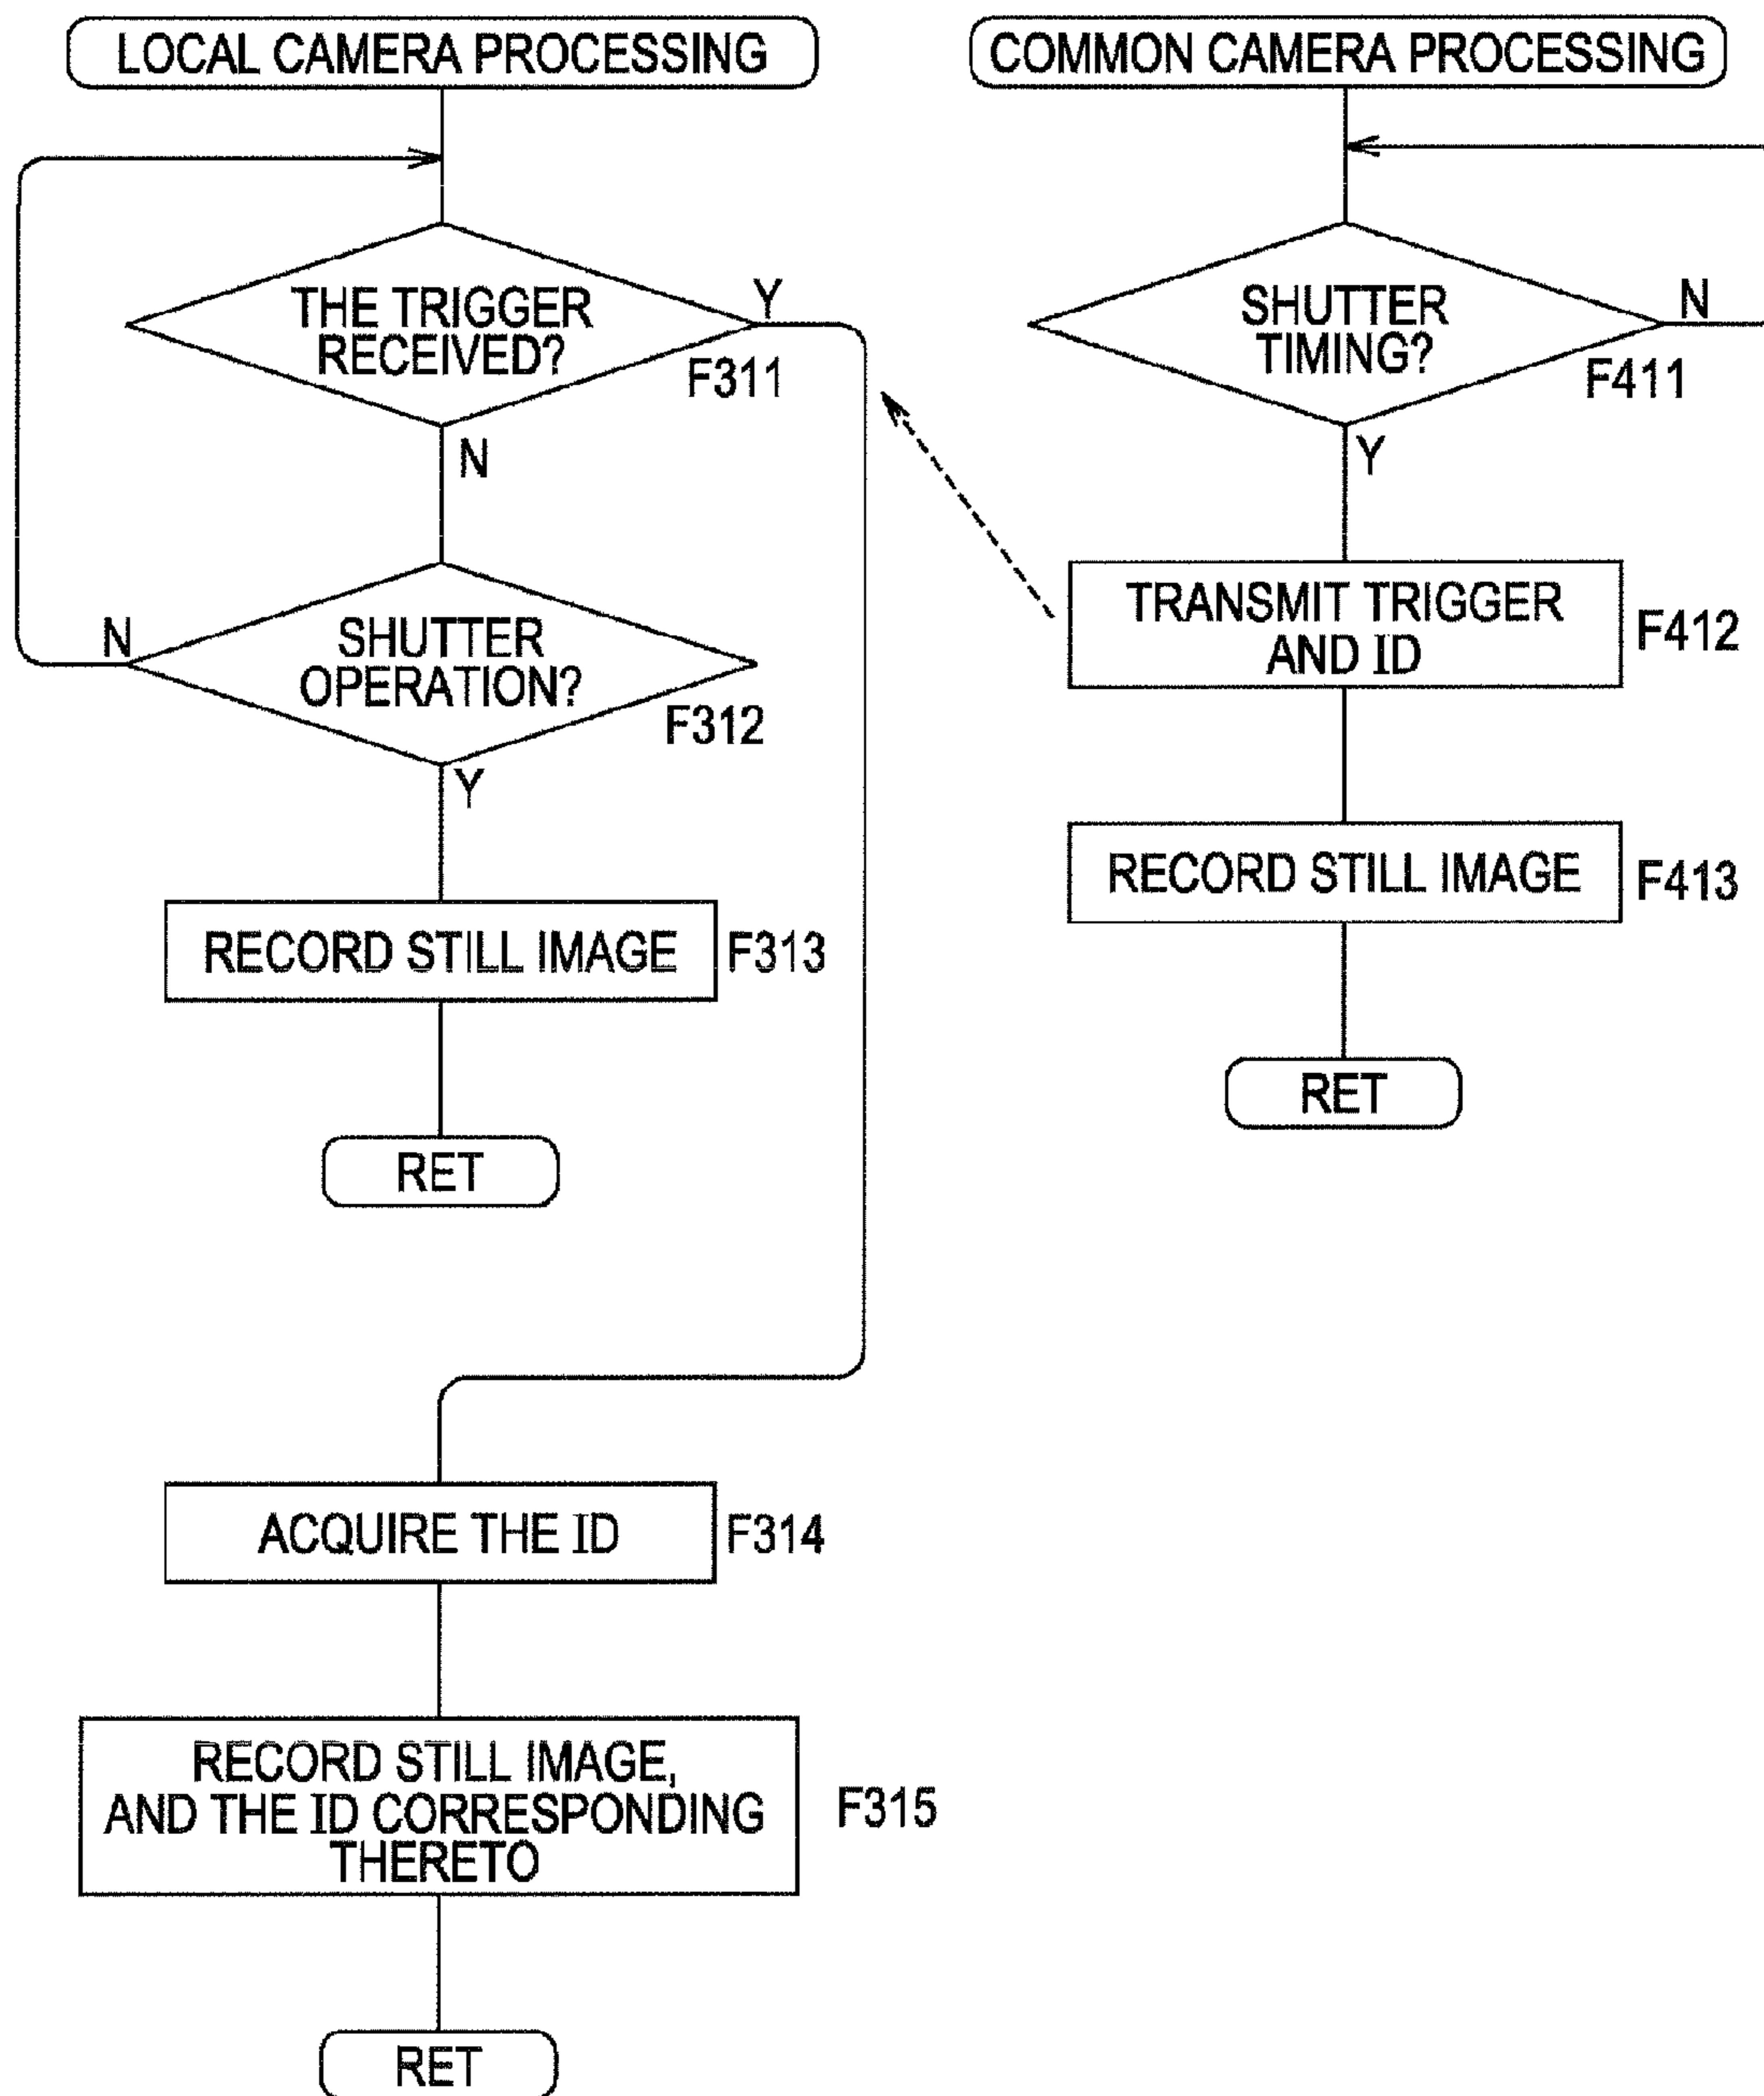 LOCAL CAMERA PROCESSING
THE TRIGGER
RECEIVED?
Y
F311
N
SHUTTER
OPERATION?
N
F312
Y
RECORD STILL IMAGE
F313
RET
ACQUIRE THE ID
F314
RECORD STILL IMAGE,
AND THE ID CORRESPONDING
THERETO
F315
RET
COMMON CAMERA PROCESSING
SHUTTER
TIMING?
N
F411
Y
TRANSMIT TRIGGER
AND ID
F412
RECORD STILL IMAGE
F413
RET